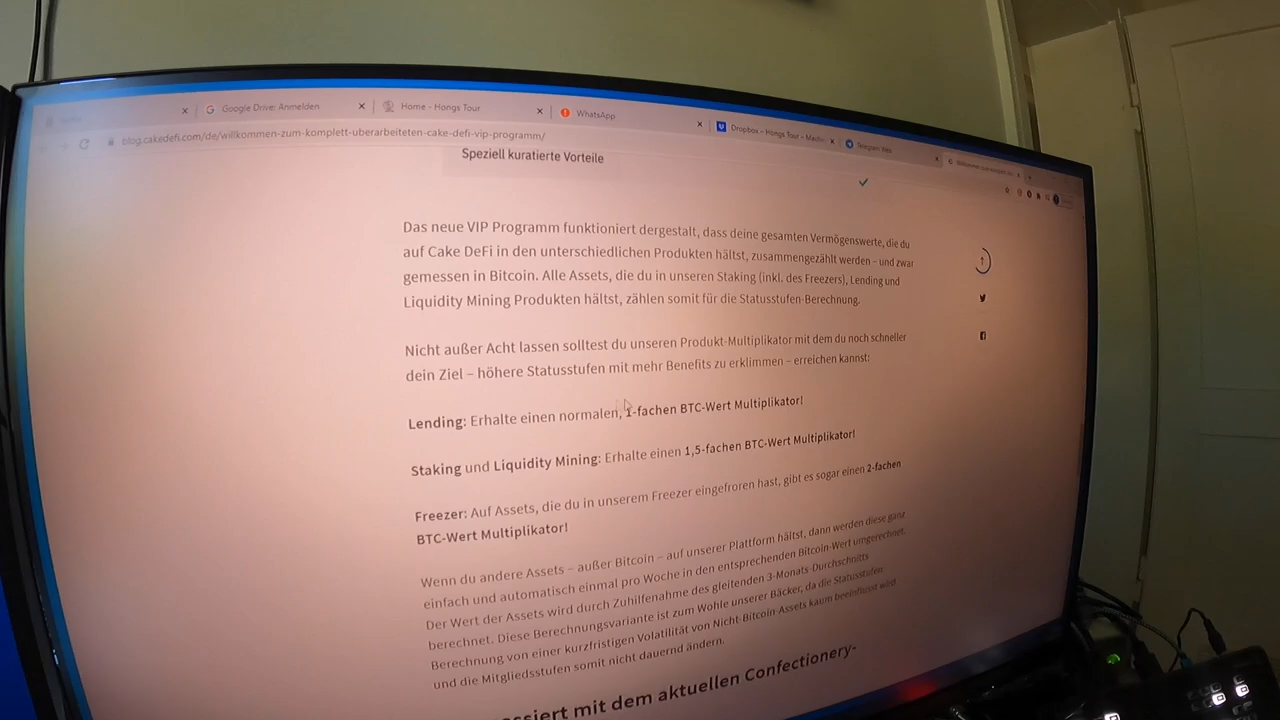 Google Drive: Anmelden
Home - Hongs Tour
WhatsApp
Dropbox – Hongs Tour –
Telegram Web
blog.cakedefi.com/de/willkommen-zum-komplett-uberarbeiteten-cake-defi-vip-programm/
Speziell kuratierte Vorteile
Das neue VIP Programm funktioniert dergestalt, dass deine gesamten Vermögenswerte, die du
auf Cake DeFi in den unterschiedlichen Produkten hältst, zusammengezählt werden – und zwar
gemessen in Bitcoin. Alle Assets, die du in unseren Staking (inkl. des Freezers), Lending und
Liquidity Mining Produkten hältst, zählen somit für die Statusstufen-Berechnung.
Nicht außer Acht lassen solltest du unseren Produkt-Multiplikator mit dem du noch schneller
dein Ziel – höhere Statusstufen mit mehr Benefits zu erklimmen – erreichen kannst:
Lending: Erhalte einen normalen, 1-fachen BTC-Wert Multiplikator!
Staking und Liquidity Mining: Erhalte einen 1,5-fachen BTC-Wert Multiplikator!
Freezer: Auf Assets, die du in unserem Freezer eingefroren hast, gibt es sogar einen 2-fachen
BTC-Wert Multiplikator!
Wenn du andere Assets – außer Bitcoin – auf unserer Plattform hältst, dann werden diese ganz
einfach und automatisch einmal pro Woche in den entsprechenden Bitcoin-Wert umgerechnet.
Der Wert der Assets wird durch Zuhilfenahme des gleitenden 3-Monats-Durchschnitts
berechnet. Diese Berechnungsvariante ist zum Wohle unserer Bäcker, da die Statusstufen
Berechnung von einer kurzfristigen Volatilität von Nicht-Bitcoin-Assets kaum beeinflusst wird
und die Mitgliedsstufen somit nicht dauernd ändern.
ssiert mit dem aktuellen Confectionery-